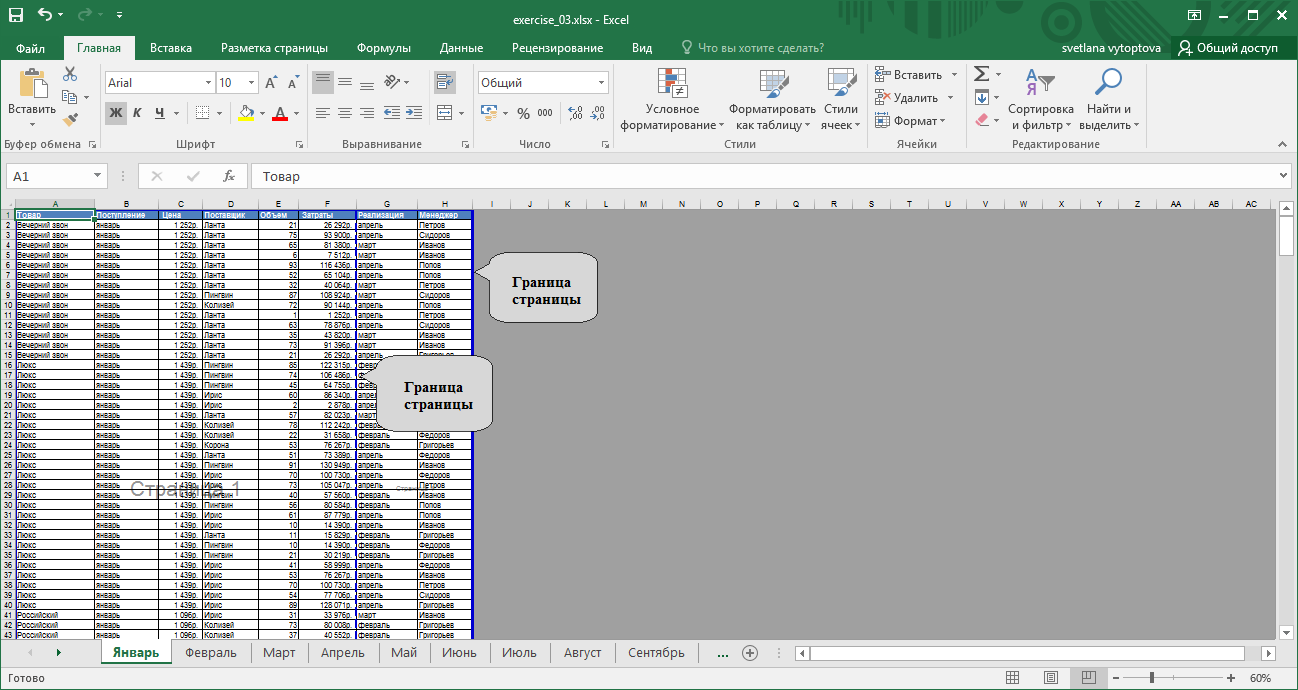 exercise_03.xlsx - Excel
Файл Главная Вставка Разметка страницы Формулы Данные Рецензирование Вид Что вы хотите сделать? svetlana vytoptova Общий доступ
Вставить Arial 10 Общий Условное форматирование Форматировать как таблицу Стили ячеек Вставить Удалить Формат Сортировка и фильтр Найти и выделить
Ж К Ч % 000
Буфер обмена Шрифт Выравнивание Число Стили Ячейки Редактирование
A1 Товар
A B C D E F G H I J K L M N O P Q R S T U V W X Y Z AA AB AC
1 Товар Поступление Цена Поставщик Объем Затраты Реализация Менеджер
2 Вечерний звон январь 1 252р. Ланта 21 26 292р. апрель Петров
3 Вечерний звон январь 1 252р. Ланта 75 93 900р. апрель Сидоров
4 Вечерний звон январь 1 252р. Ланта 65 81 380р. март Иванов
5 Вечерний звон январь 1 252р. Ланта 6 7 512р. март Иванов
6 Вечерний звон январь 1 252р. Ланта 93 116 436р. апрель Попов
7 Вечерний звон январь 1 252р. Ланта 52 65 104р. апрель Попов
8 Вечерний звон январь 1 252р. Ланта 32 40 064р. март Петров
9 Вечерний звон январь 1 252р. Пингвин 87 108 924р. март Сидоров
10 Вечерний звон январь 1 252р. Колизей 72 90 144р. апрель Попов
11 Вечерний звон январь 1 252р. Ланта 1 1 252р. апрель Петров
12 Вечерний звон январь 1 252р. Ланта 63 78 876р. апрель Сидоров
13 Вечерний звон январь 1 252р. Ланта 35 43 820р. март Иванов
14 Вечерний звон январь 1 252р. Ланта 73 91 396р. март Иванов
15 Вечерний звон январь 1 252р. Ланта 21 26 292р. апрель Григорьев
16 Люкс январь 1 439р. Пингвин 85 122 315р.
17 Люкс январь 1 439р. Пингвин 74 106 486р.
18 Люкс январь 1 439р. Пингвин 45 64 755р.
19 Люкс январь 1 439р. Ирис 60 86 340р.
20 Люкс январь 1 439р. Ирис 2 2 878р.
21 Люкс январь 1 439р. Ланта 57 82 023р. март
22 Люкс январь 1 439р. Колизей 78 112 242р.
23 Люкс январь 1 439р. Колизей 22 31 658р. февраль Федоров
24 Люкс январь 1 439р. Корона 53 76 267р. февраль Григорьев
25 Люкс январь 1 439р. Ланта 51 73 389р. апрель Федоров
26 Люкс январь 1 439р. Пингвин 91 130 949р. апрель Иванов
27 Люкс январь 1 439р. Ирис 70 100 730р. апрель Федоров
28 Люкс январь 1 439р. Ирис 73 105 047р. апрель Петров
Страница 1
29 Люкс январь 1 439р. Пингвин 40 57 560р. февраль Иванов
30 Люкс январь 1 439р. Пингвин 56 80 584р. февраль Попов
31 Люкс январь 1 439р. Ирис 61 87 779р. апрель Попов
32 Люкс январь 1 439р. Ирис 10 14 390р. апрель Иванов
33 Люкс январь 1 439р. Ланта 11 15 829р. февраль Григорьев
34 Люкс январь 1 439р. Пингвин 10 14 390р. февраль Федоров
35 Люкс январь 1 439р. Пингвин 21 30 219р. февраль Григорьев
36 Люкс январь 1 439р. Ирис 41 58 999р. апрель Федоров
37 Люкс январь 1 439р. Ирис 53 76 267р. апрель Иванов
38 Люкс январь 1 439р. Ирис 70 100 730р. апрель Петров
39 Люкс январь 1 439р. Ирис 54 77 706р. апрель Сидоров
40 Люкс январь 1 439р. Ирис 89 128 071р. апрель Григорьев
41 Российский январь 1 096р. Ирис 31 33 976р. март Иванов
42 Российский январь 1 096р. Колизей 73 80 008р. февраль Григорьев
43 Российский январь 1 096р. Колизей 37 40 552р. февраль Григорьев
Граница
страницы
Граница
страницы
Январь Февраль Март Апрель Май Июнь Июль Август Сентябрь ...
Готово 60%